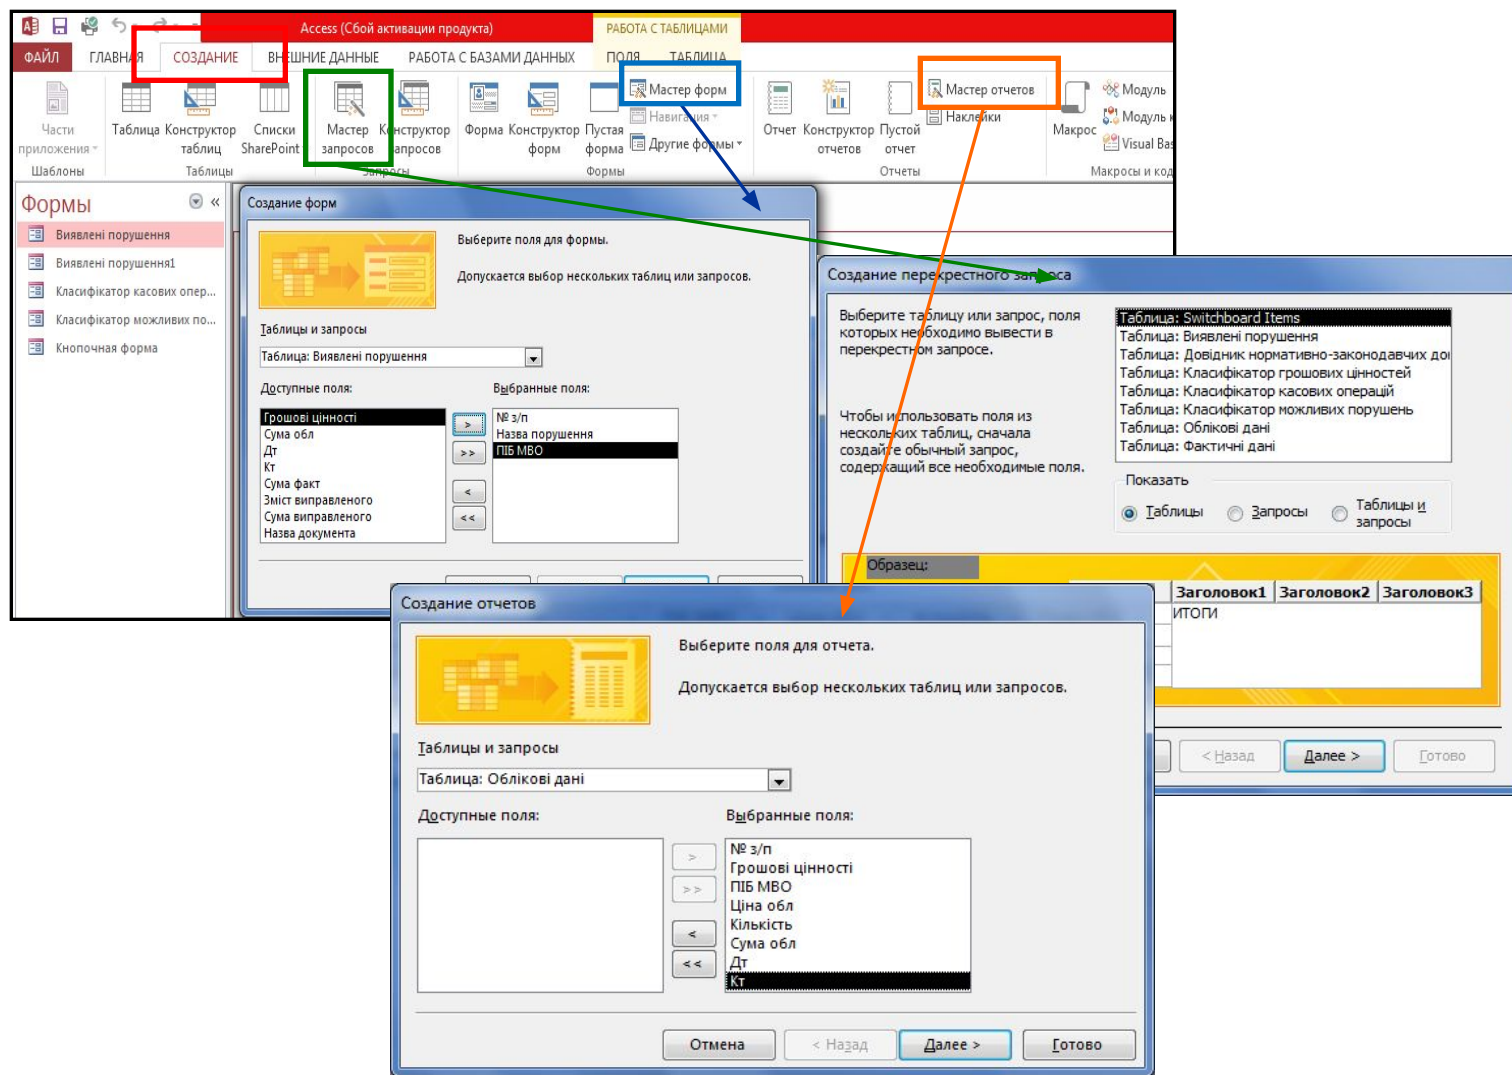 Access (Сбой активации продукта)
РАБОТА С ТАБЛИЦАМИ
ФАЙЛ
ГЛАВНАЯ
СОЗДАНИЕ
ВНЕШНИЕ ДАННЫЕ
РАБОТА С БАЗАМИ ДАННЫХ
ПОЛЯ
ТАБЛИЦА
Части
приложения
Шаблоны
Таблица
Конструктор
таблиц
Списки
SharePoint
Таблицы
Мастер
запросов
Конструктор
запросов
Запросы
Форма
Конструктор
форм
Пустая
форма
Мастер форм
Навигация
Другие формы
Формы
Отчет
Конструктор
отчетов
Пустой
отчет
Мастер отчетов
Наклейки
Отчеты
Макрос
Модуль
Модуль к
Visual Bas
Макросы и код
Формы
«
Виявлені порушення
Виявлені порушення1
Класифікатор касових опер...
Класифікатор можливих по...
Кнопочная форма
Создание форм
Выберите поля для формы.
Допускается выбор нескольких таблиц или запросов.
Таблицы и запросы
Таблица: Виявлені порушення
Доступные поля:
Выбранные поля:
Грошові цінності
Сума обл
Дт
Кт
Сума факт
Зміст виправленого
Сума виправленого
Назва документа
>
>>
<
<<
№ з/п
Назва порушення
ПІБ МВО
Создание перекрестного запроса
Выберите таблицу или запрос, поля
которых необходимо вывести в
перекрестном запросе.
Чтобы использовать поля из
нескольких таблиц, сначала
создайте обычный запрос,
содержащий все необходимые поля.
Таблица: Switchboard Items
Таблица: Виявлені порушення
Таблица: Довідник нормативно-законодавчих до
Таблица: Класифікатор грошових цінностей
Таблица: Класифікатор касових операцій
Таблица: Класифікатор можливих порушень
Таблица: Облікові дані
Таблица: Фактичні дані
Показать
Таблицы
Запросы
Таблицы и
запросы
Образец:
Заголовок1
Заголовок2
Заголовок3
ИТОГИ
< Назад
Далее >
Готово
Создание отчетов
Выберите поля для отчета.
Допускается выбор нескольких таблиц или запросов.
Таблицы и запросы
Таблица: Облікові дані
Доступные поля:
Выбранные поля:
>
>>
<
<<
№ з/п
Грошові цінності
ПІБ МВО
Ціна обл
Кількість
Сума обл
Дт
Кт
Отмена
< Назад
Далее >
Готово